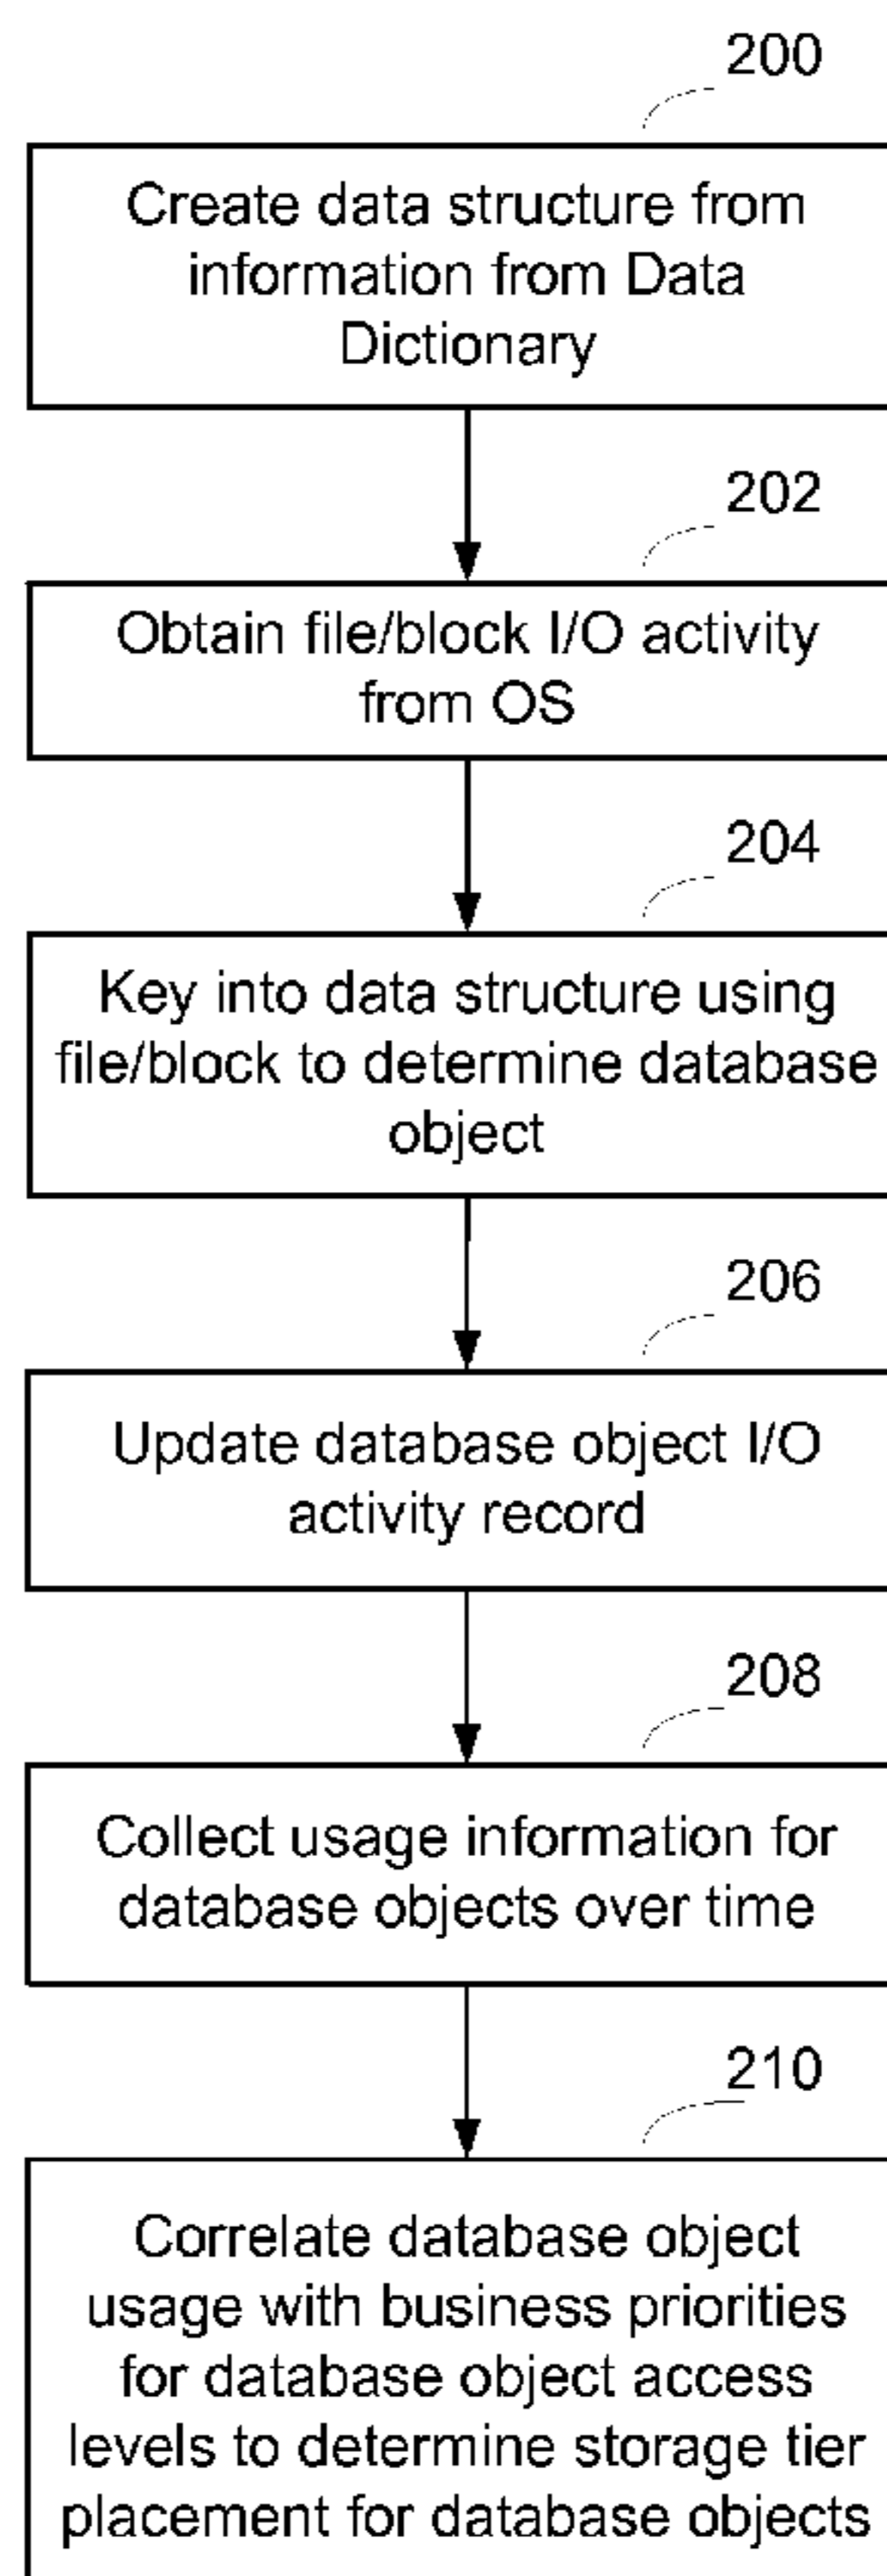 200
Create data structure from
information from Data
Dictionary
202
Obtain file/block I/O activity
from OS
204
Key into data structure using
file/block to determine database
object
206
Update database object I/O
activity record
208
Collect usage information for
database objects over time
210
Correlate database object
usage with business priorities
for database object access
levels to determine storage tier
placement for database objects